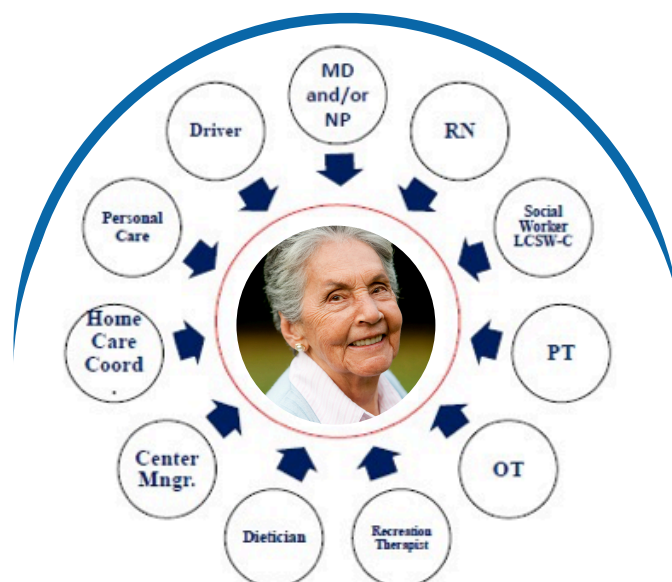 MD
and/or
NP
RN
Social
Worker
LCSW-C
PT
OT
Recreation
Therapist
Dietician
Center
Mngr.
Home
Care
Coord
.
Personal
Care
Driver